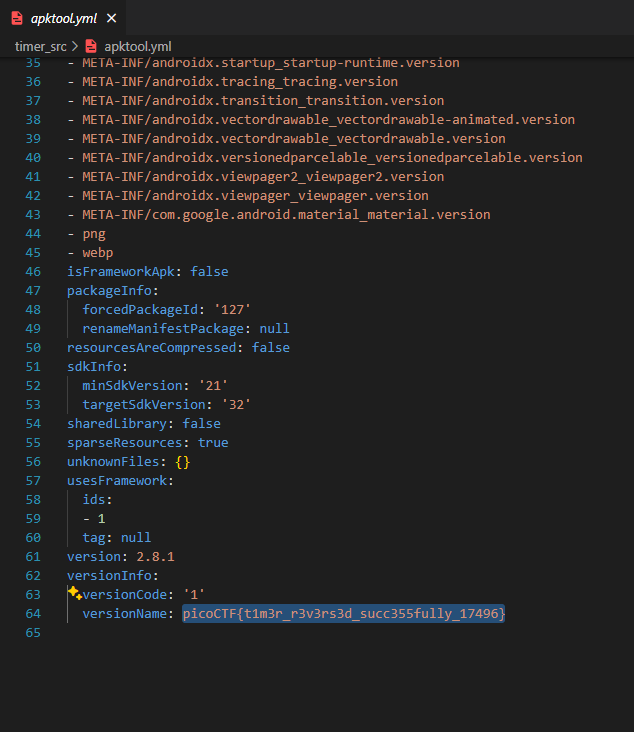 apktool.yml
timer_src > apktool.yml
35 - META-INF/androidx.startup_startup-runtime.version
36 - META-INF/androidx.tracing_tracing.version
37 - META-INF/androidx.transition_transition.version
38 - META-INF/androidx.vectordrawable_vectordrawable-animated.version
39 - META-INF/androidx.vectordrawable_vectordrawable.version
40 - META-INF/androidx.versionedparcelable_versionedparcelable.version
41 - META-INF/androidx.viewpager2_viewpager2.version
42 - META-INF/androidx.viewpager_viewpager.version
43 - META-INF/com.google.android.material_material.version
44 - png
45 - webp
46 isFrameworkApk: false
47 packageInfo:
48   forcedPackageId: '127'
49   renameManifestPackage: null
50 resourcesAreCompressed: false
51 sdkInfo:
52   minSdkVersion: '21'
53   targetSdkVersion: '32'
54 sharedLibrary: false
55 sparseResources: true
56 unknownFiles: {}
57 usesFramework:
58   ids:
59   - 1
60   tag: null
61 version: 2.8.1
62 versionInfo:
63   versionCode: '1'
64   versionName: picoCTF{t1m3r_r3v3rs3d_succ355fully_17496}
65